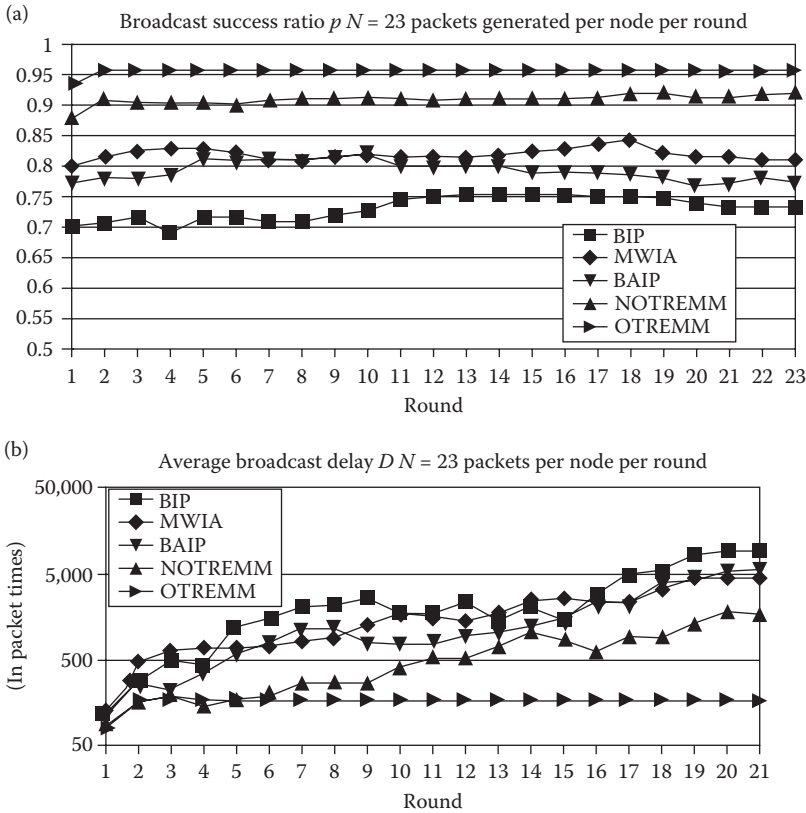 (a)
Broadcast success ratio p N = 23 packets generated per node per round
1
0.95
0.9
0.85
0.8
0.75
0.7
0.65
0.6
0.55
0.5
BIP
MWIA
BAIP
NOTREMM
OTREMM
1 2 3 4 5 6 7 8 9 10 11 12 13 14 15 16 17 18 19 20 21 22 23
Round
(b)
Average broadcast delay D N = 23 packets per node per round
(In packet times)
50,000
5,000
500
50
BIP
MWIA
BAIP
NOTREMM
OTREMM
1 2 3 4 5 6 7 8 9 10 11 12 13 14 15 16 17 18 19 20 21
Round